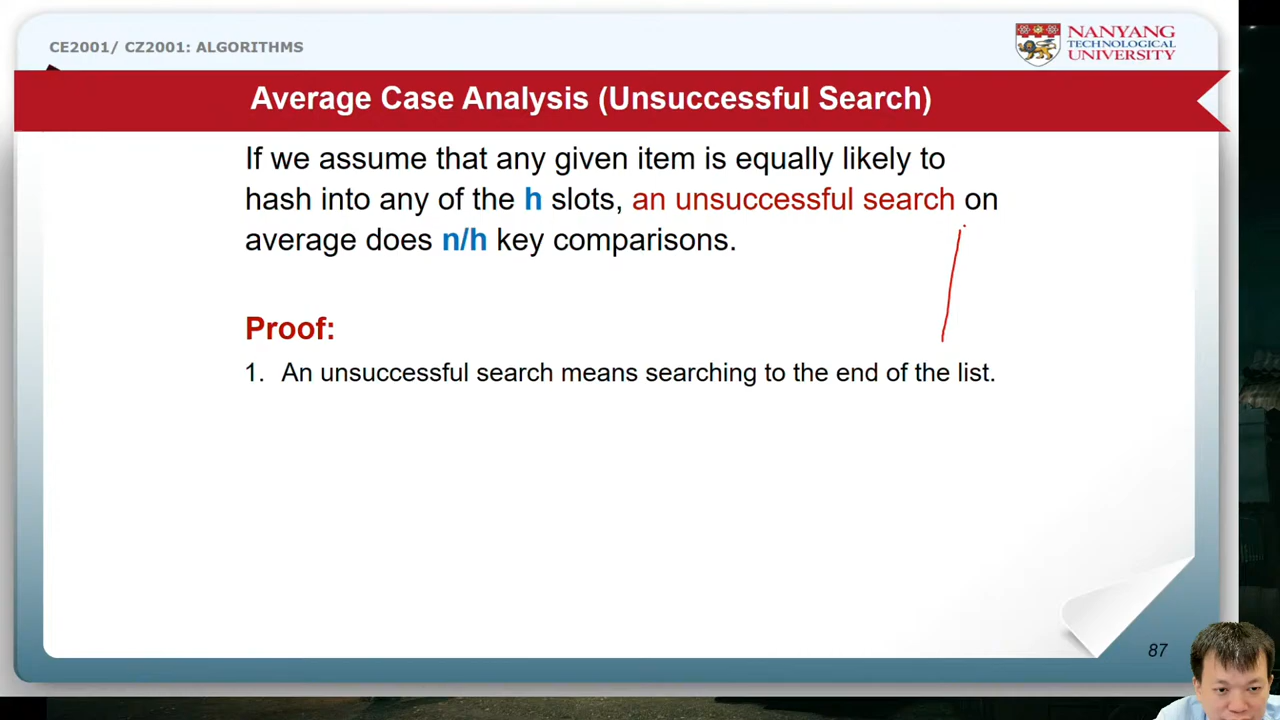 CE2001/ CZ2001: ALGORITHMS
NANYANG
TECHNOLOGICAL
UNIVERSITY
Average Case Analysis (Unsuccessful Search)
If we assume that any given item is equally likely to
hash into any of the h slots, an unsuccessful search on
average does n/h key comparisons.
Proof:
1. An unsuccessful search means searching to the end of the list.
87